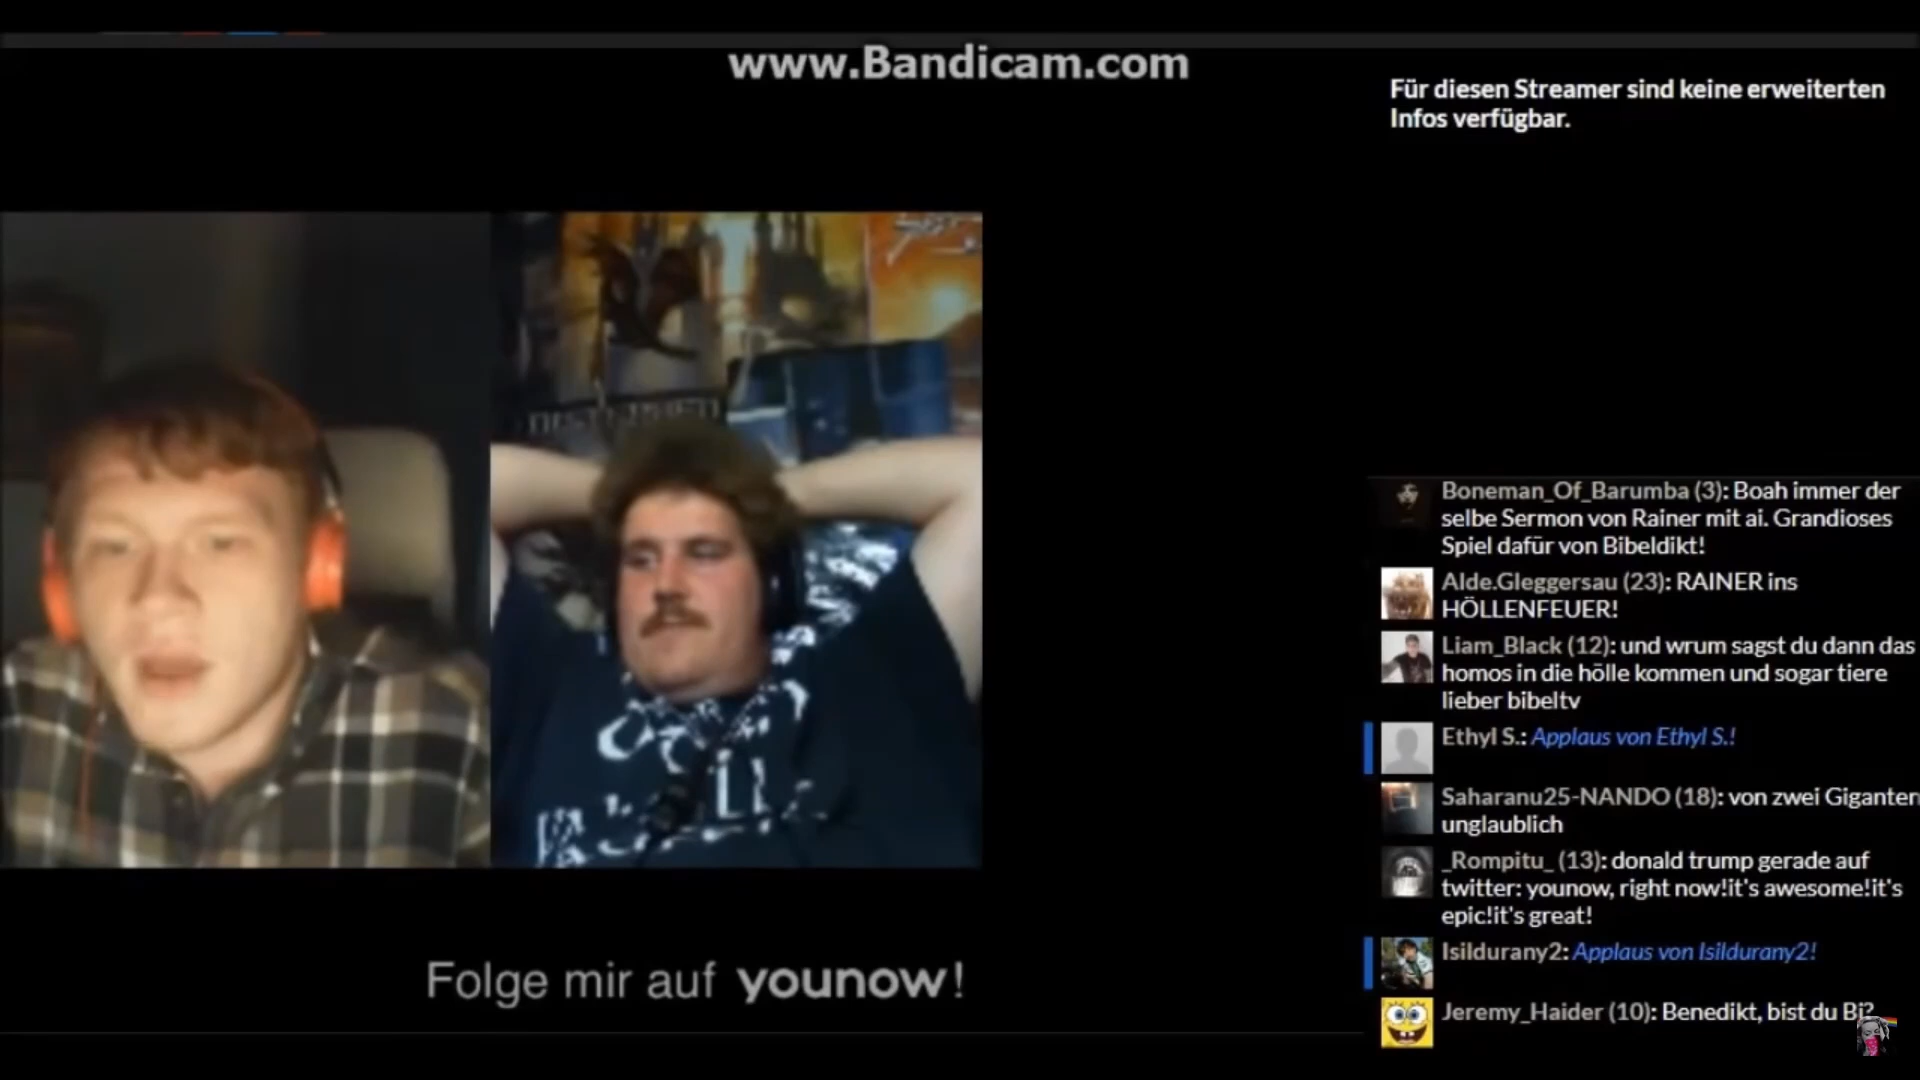 www.Bandicam.com
Für diesen Streamer sind keine erweiterten
Infos verfügbar.
Boneman_Of_Barumba (3): Boah immer der
selbe Sermon von Rainer mit ai. Grandioses
Spiel dafür von Bibeldikt!
Alde.Gleggersau (23): RAINER ins
HÖLLENFEUER!
Liam_Black (12): und wrum sagst du dann das
homos in die hölle kommen und sogar tiere
lieber bibeltv
Ethyl S.: Applaus von Ethyl S.!
Saharanu25-NANDO (18): von zwei Giganten
unglaublich
_Rompitu_ (13): donald trump gerade auf
twitter: younow, right now!it's awesome!it's
epic!it's great!
Isildurany2: Applaus von Isildurany2!
Jeremy_Haider (10): Benedikt, bist du Bi?
Folge mir auf younow!